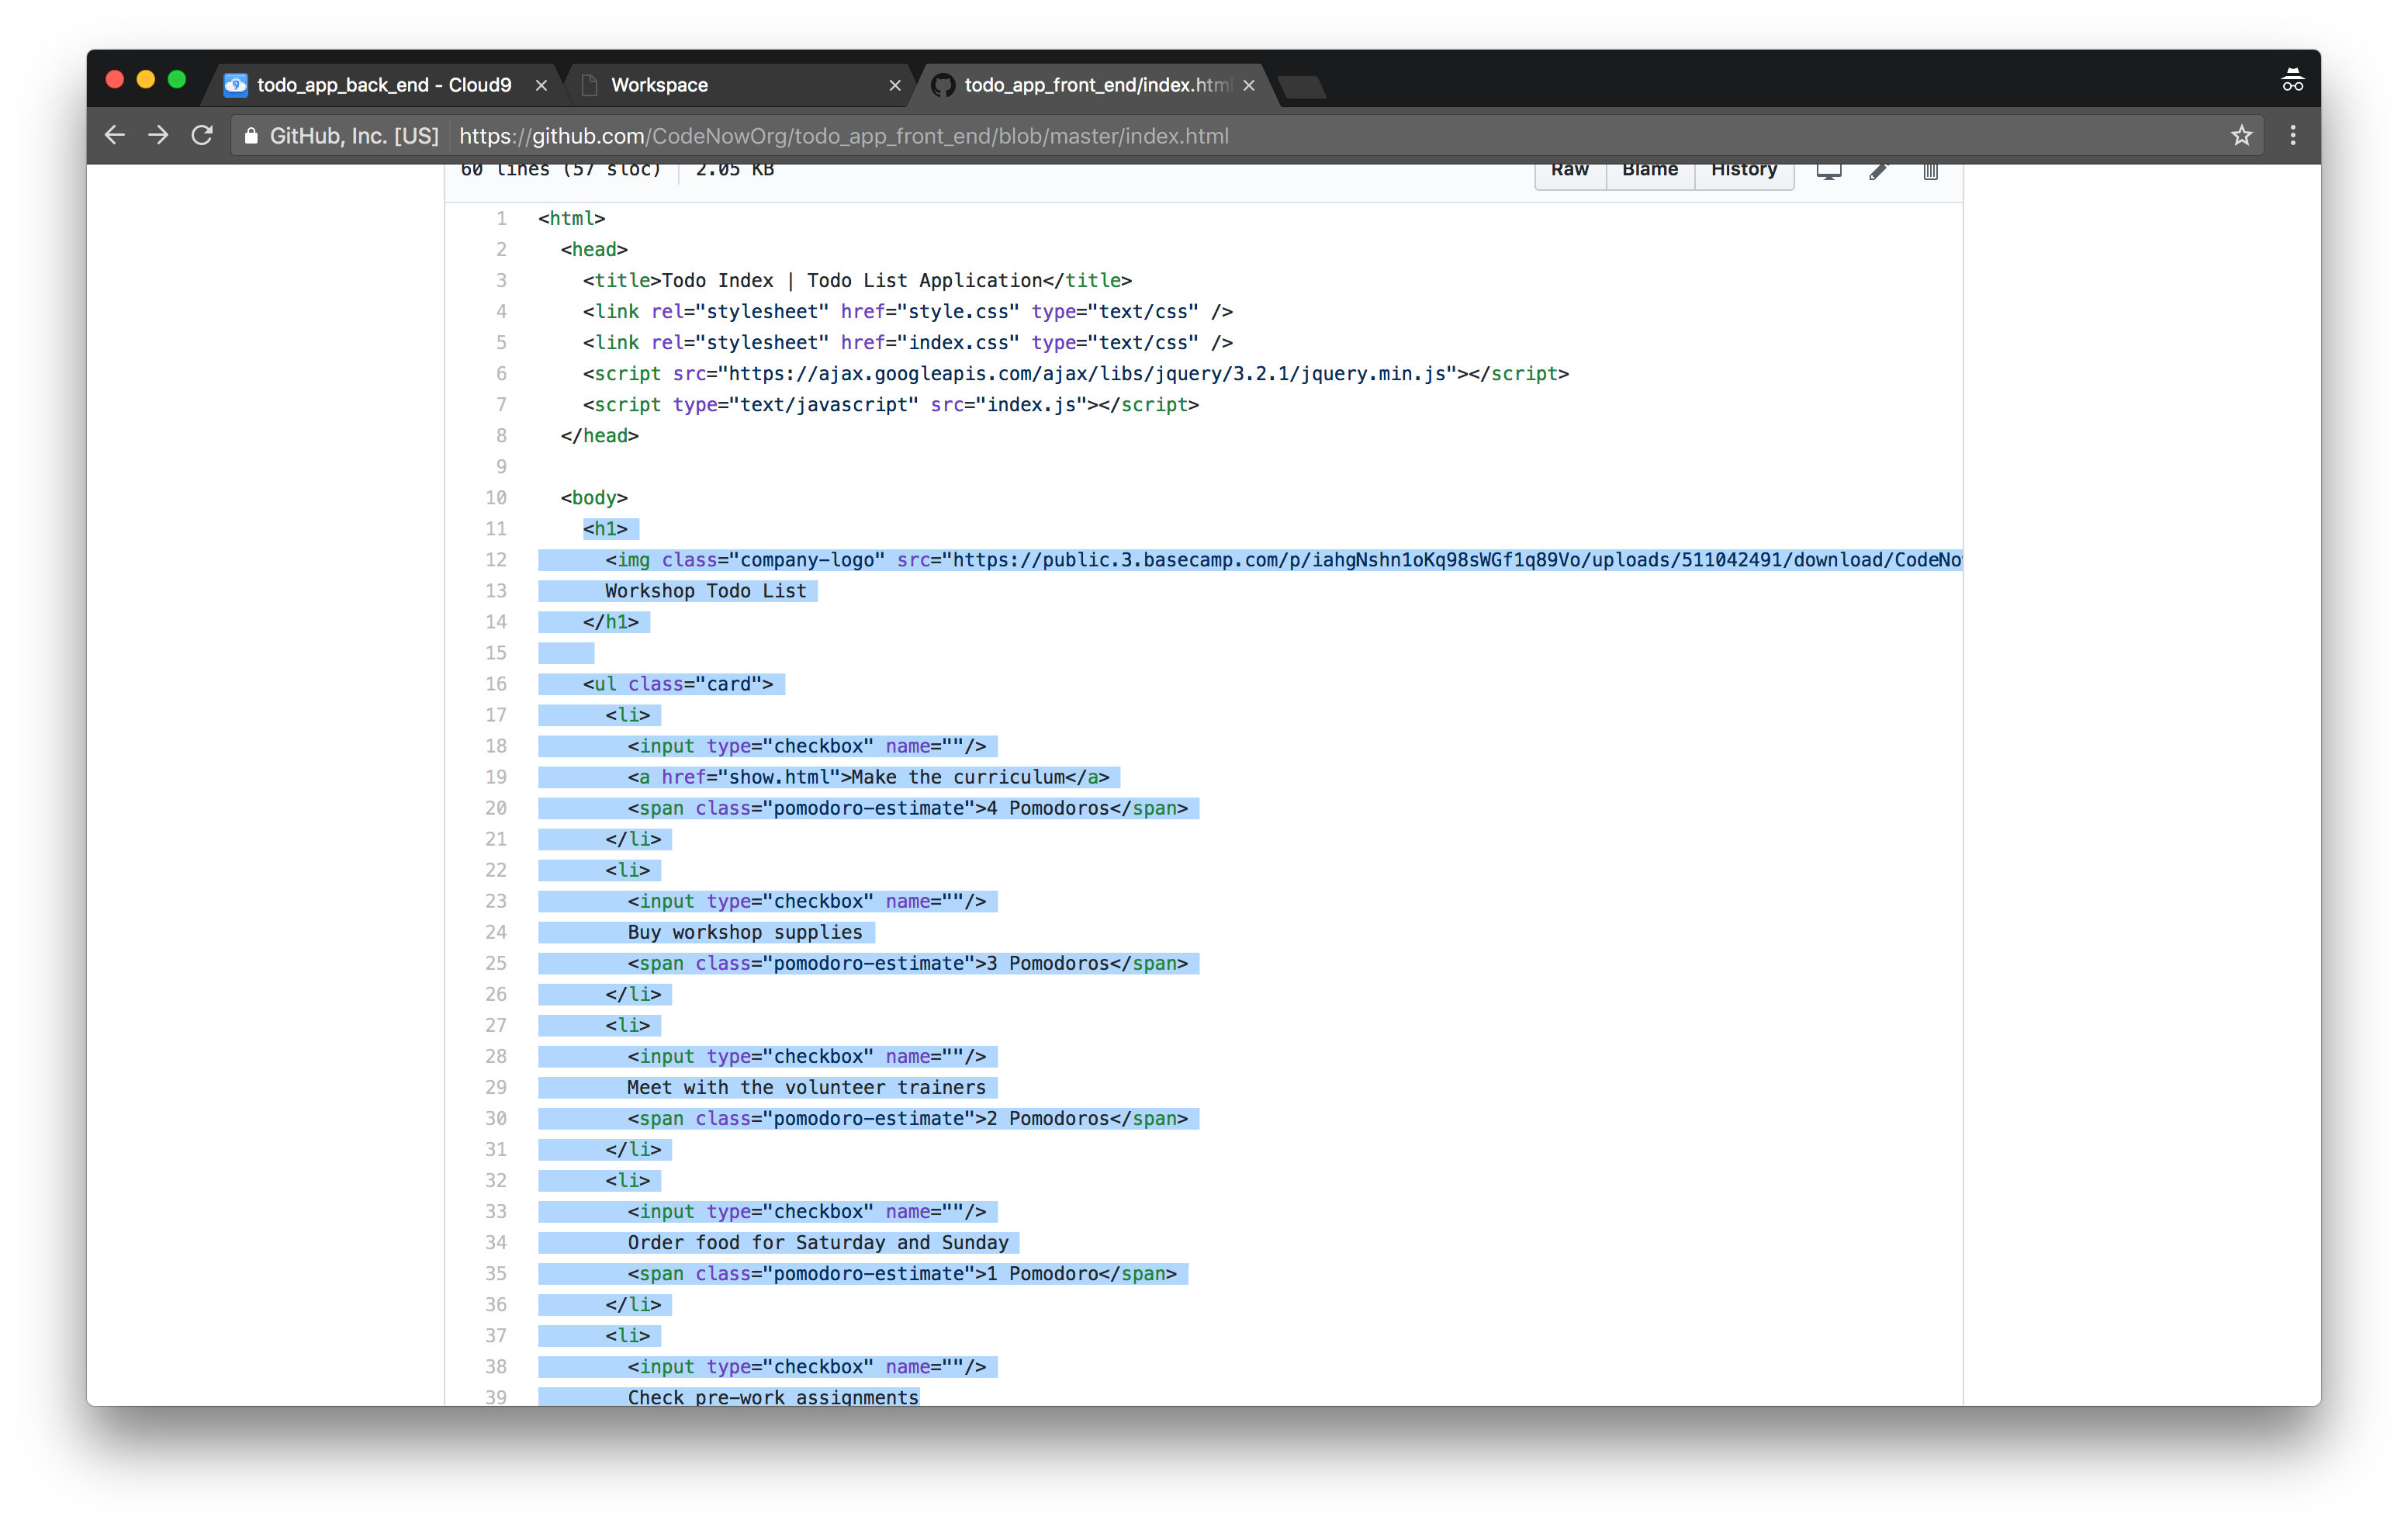 todo_app_back_end - Cloud9
Workspace
todo_app_front_end/index.html
GitHub, Inc. [US]
https://github.com/CodeNowOrg/todo_app_front_end/blob/master/index.html
60 lines (57 sloc) 2.05 KB
Raw Blame History
1 <html>
2   <head>
3     <title>Todo Index | Todo List Application</title>
4     <link rel="stylesheet" href="style.css" type="text/css" />
5     <link rel="stylesheet" href="index.css" type="text/css" />
6     <script src="https://ajax.googleapis.com/ajax/libs/jquery/3.2.1/jquery.min.js"></script>
7     <script type="text/javascript" src="index.js"></script>
8   </head>
9
10   <body>
11     <h1>
12       <img class="company-logo" src="https://public.3.basecamp.com/p/iahgNshn1oKq98sWGf1q89Vo/uploads/511042491/download/CodeNo
13       Workshop Todo List
14     </h1>
15
16     <ul class="card">
17       <li>
18         <input type="checkbox" name=""/>
19         <a href="show.html">Make the curriculum</a>
20         <span class="pomodoro-estimate">4 Pomodoros</span>
21       </li>
22       <li>
23         <input type="checkbox" name=""/>
24         Buy workshop supplies
25         <span class="pomodoro-estimate">3 Pomodoros</span>
26       </li>
27       <li>
28         <input type="checkbox" name=""/>
29         Meet with the volunteer trainers
30         <span class="pomodoro-estimate">2 Pomodoros</span>
31       </li>
32       <li>
33         <input type="checkbox" name=""/>
34         Order food for Saturday and Sunday
35         <span class="pomodoro-estimate">1 Pomodoro</span>
36       </li>
37       <li>
38         <input type="checkbox" name=""/>
39         Check pre-work assignments